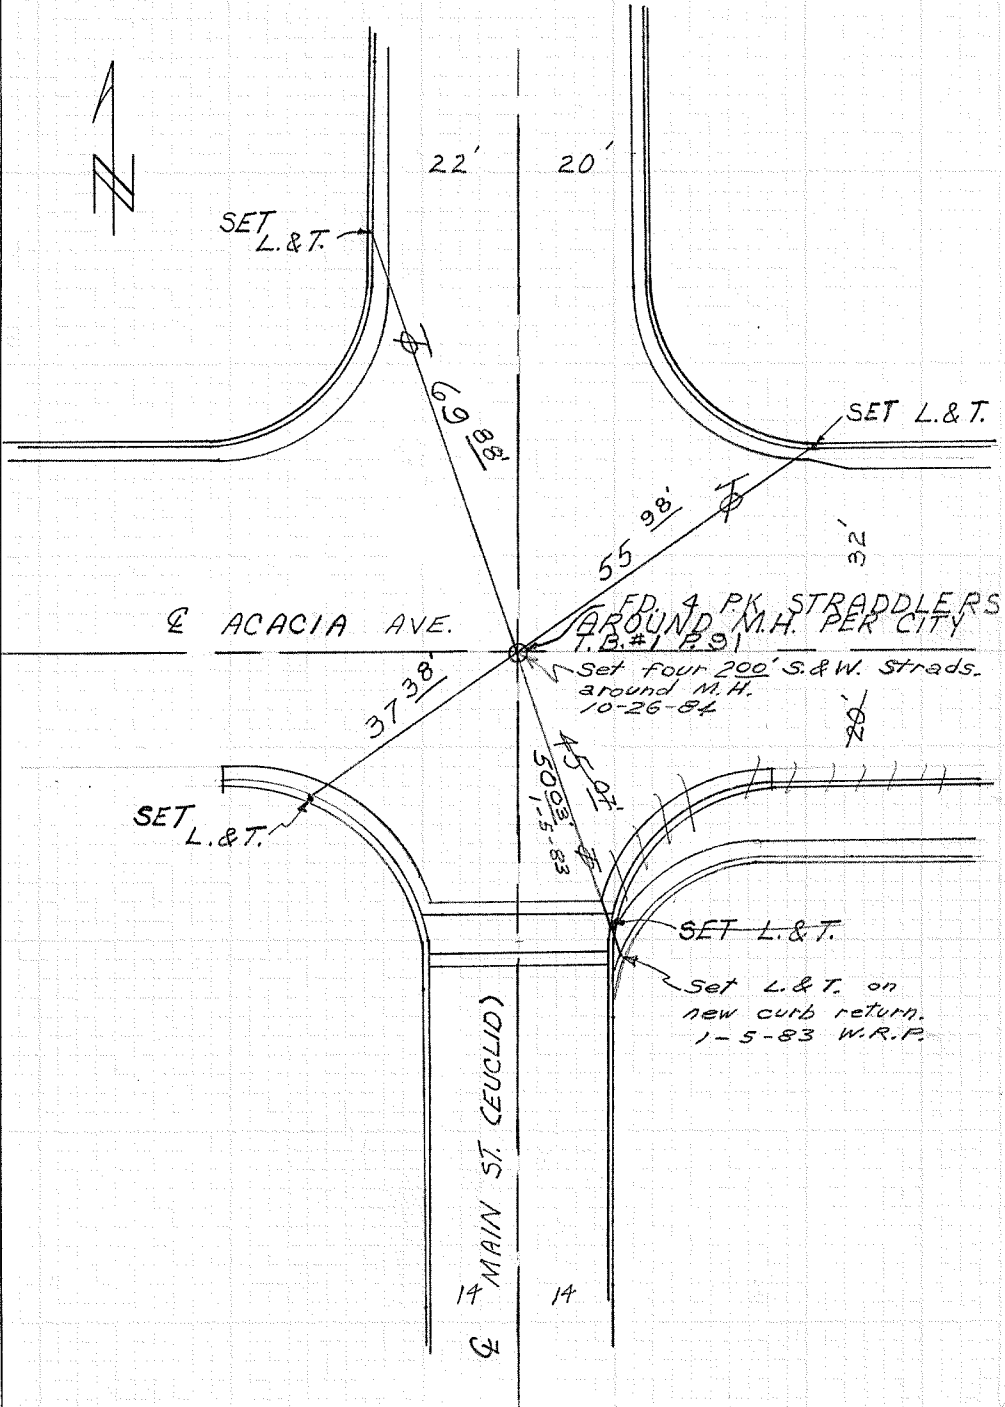 N
22' 20'
SET
L.&T.
69 88'
SET L.&T.
55 98'
32'
FD. 4 P.K. STRADDLERS
AROUND M.H. PER CITY
T.B.#1 P.91
℄ ACACIA AVE.
Set four 200' S.&W. Strads.
around M.H.
10-26-84
37 38'
20'
45 07'
50 03'
1-5-83
SET
L.&T.
SET L.&T.
Set L.&T. on
new curb return.
1-5-83 W.R.P.
℄ MAIN ST. (EUCLID)
14 14